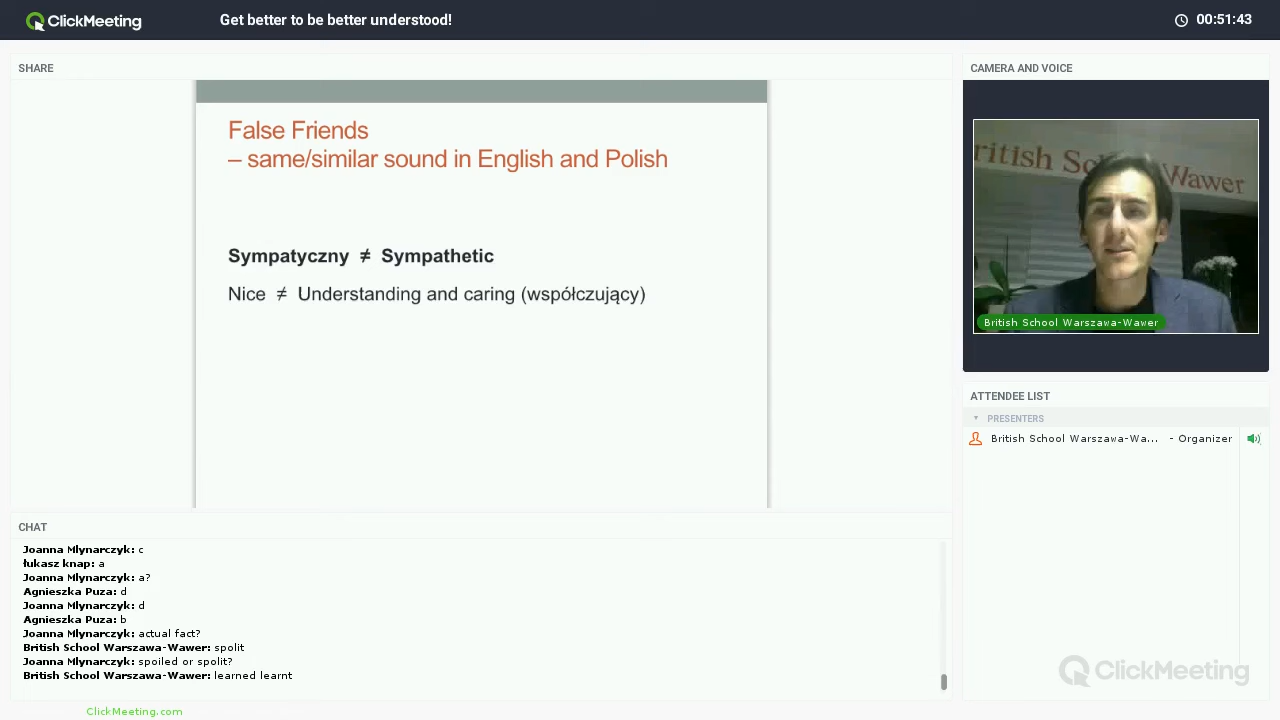 ClickMeeting
Get better to be better understood!
00:51:43
SHARE
False Friends
– same/similar sound in English and Polish
Sympatyczny ≠ Sympathetic
Nice ≠ Understanding and caring (współczujący)
CAMERA AND VOICE
ritish Sc Wawer
British School Warszawa-Wawer
ATTENDEE LIST
PRESENTERS
British School Warszawa-Wa... - Organizer
CHAT
Joanna Mlynarczyk: c
łukasz knap: a
Joanna Mlynarczyk: a?
Agnieszka Puza: d
Joanna Mlynarczyk: d
Agnieszka Puza: b
Joanna Mlynarczyk: actual fact?
British School Warszawa-Wawer: spolit
Joanna Mlynarczyk: spoiled or spolit?
British School Warszawa-Wawer: learned learnt
ClickMeeting
ClickMeeting.com